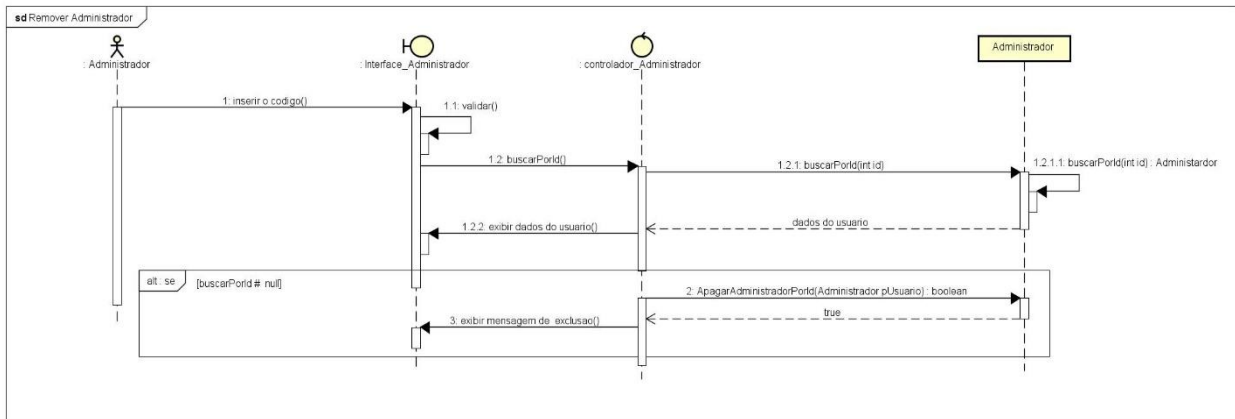 sd Remover Administrador
: Administrador
: Interface_Administrador
: controlador_Administrador
Administrador
1: inserir o codigo()
1.1: validar()
1.2: buscarPorId()
1.2.1: buscarPorId(int id)
1.2.1.1: buscarPorId(int id) : Administardor
dados do usuario
1.2.2: exibir dados do usuario()
alt . se
[buscarPorId # null]
2: ApagarAdministradorPorId(Administrador pUsuario) : boolean
true
3: exibir mensagem de exclusao()